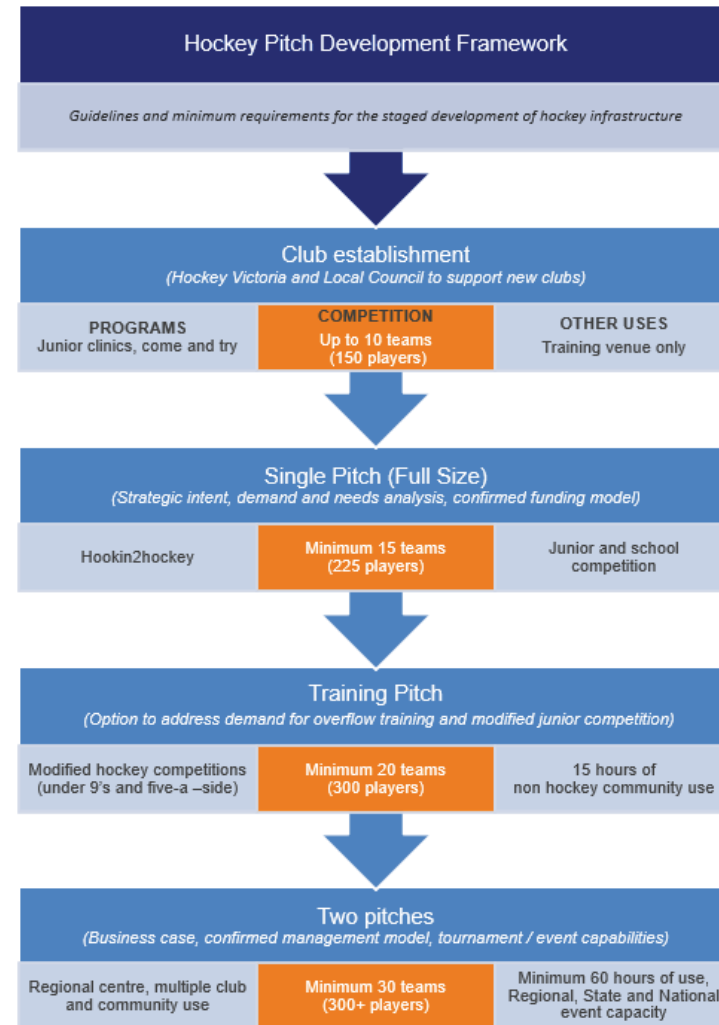 Hockey Pitch Development Framework
Guidelines and minimum requirements for the staged development of hockey infrastructure
Club establishment
(Hockey Victoria and Local Council to support new clubs)
PROGRAMS
Junior clinics, come and try
COMPETITION
Up to 10 teams
(150 players)
OTHER USES
Training venue only
Single Pitch (Full Size)
(Strategic intent, demand and needs analysis, confirmed funding model)
Hookin2hockey
Minimum 15 teams
(225 players)
Junior and school
competition
Training Pitch
(Option to address demand for overflow training and modified junior competition)
Modified hockey competitions
(under 9's and five-a –side)
Minimum 20 teams
(300 players)
15 hours of
non hockey community use
Two pitches
(Business case, confirmed management model, tournament / event capabilities)
Regional centre, multiple club
and community use
Minimum 30 teams
(300+ players)
Minimum 60 hours of use,
Regional, State and National
event capacity